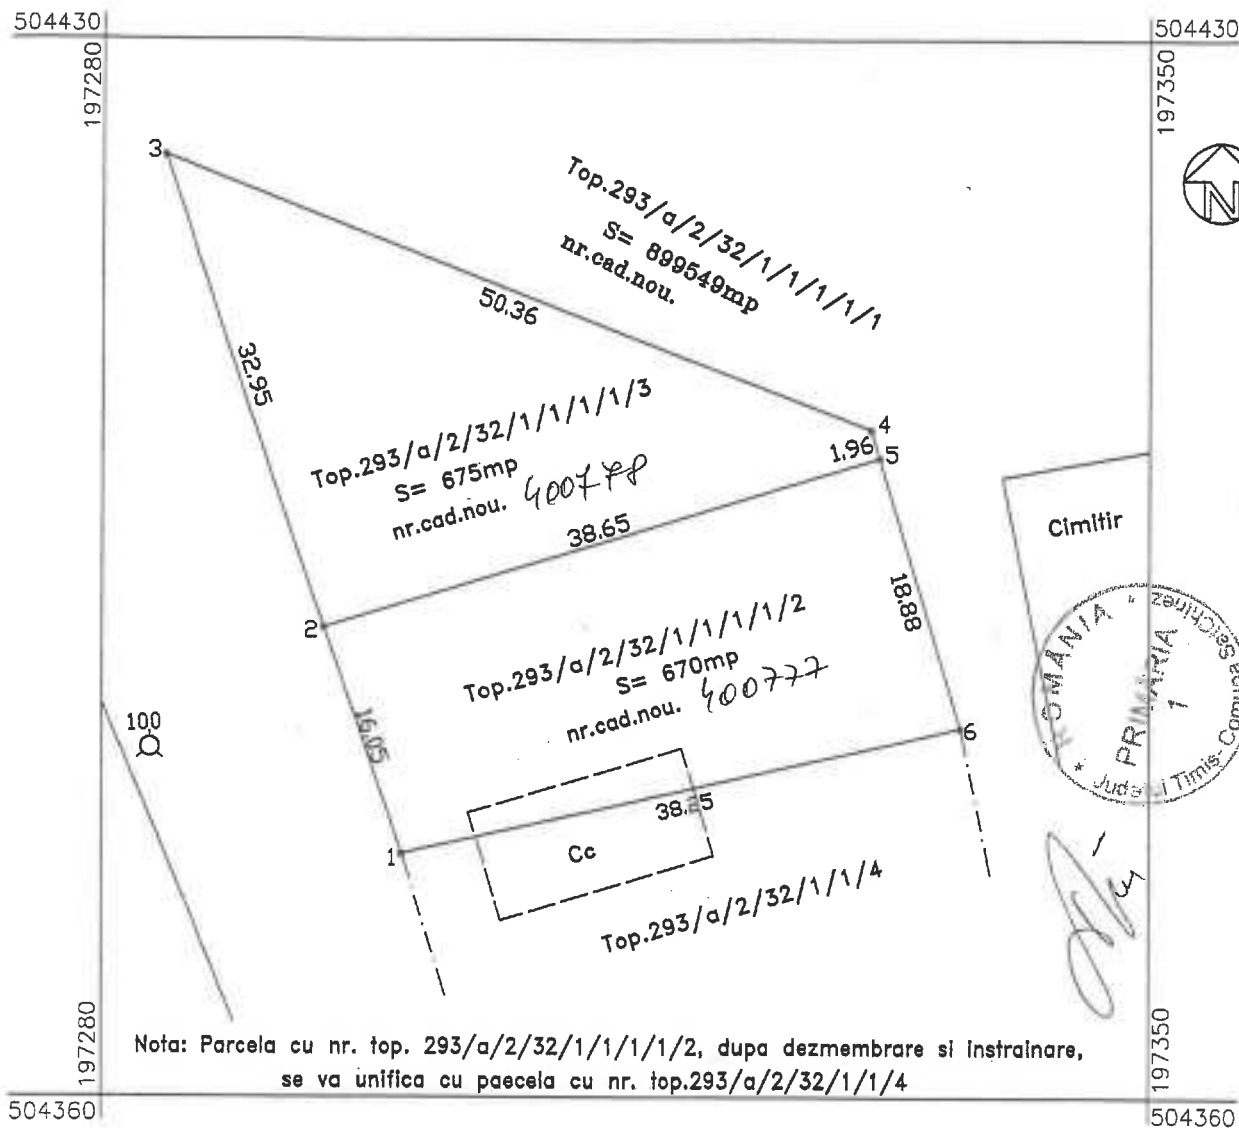 504430
504430
197280
197350
3
N
Top.293/a/2/32/1/1/1/1/1
S= 899549mp
nr.cad.nou.
50.36
32.95
Top.293/a/2/32/1/1/1/1/3
S= 675mp
nr.cad.nou. 400778
4
1.96
5
38.65
Cimitir
18.88
2
Top.293/a/2/32/1/1/1/1/2
S= 670mp
nr.cad.nou. 400777
ROMANIA
PRIMARIA
1
Timis- Comuna Satchinez
16.05
100
6
1
Cc
Top.293/a/2/32/1/1/4
197280
197350
Nota: Parcela cu nr. top. 293/a/2/32/1/1/1/1/2, dupa dezmembrare si instrainare,
se va unifica cu paecela cu nr. top.293/a/2/32/1/1/4
504360
504360